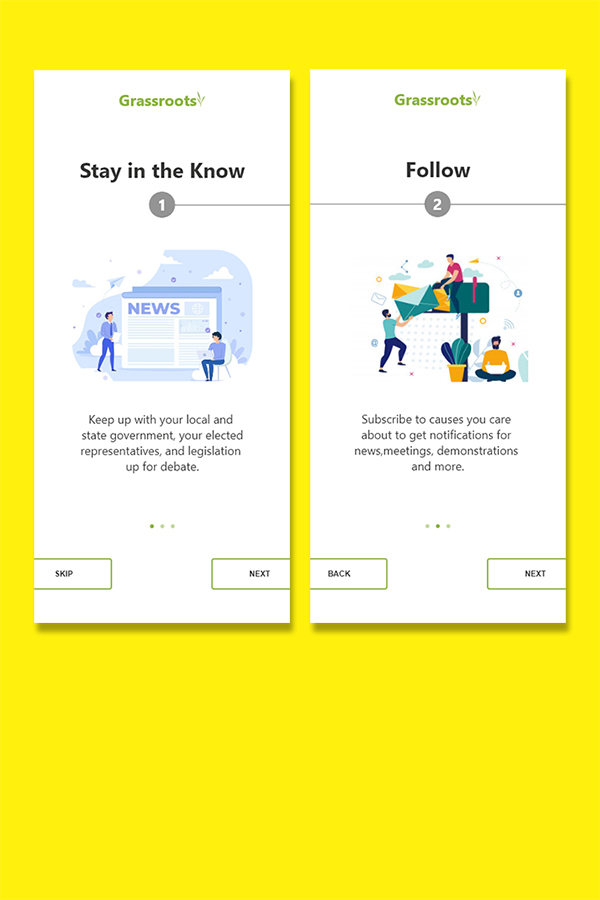 Grassroots
Stay in the Know
1
NEWS
Keep up with your local and
state government, your elected
representatives, and legislation
up for debate.
SKIP
NEXT
Grassroots
Follow
2
Subscribe to causes you care
about to get notifications for
news,meetings, demonstrations
and more.
BACK
NEXT